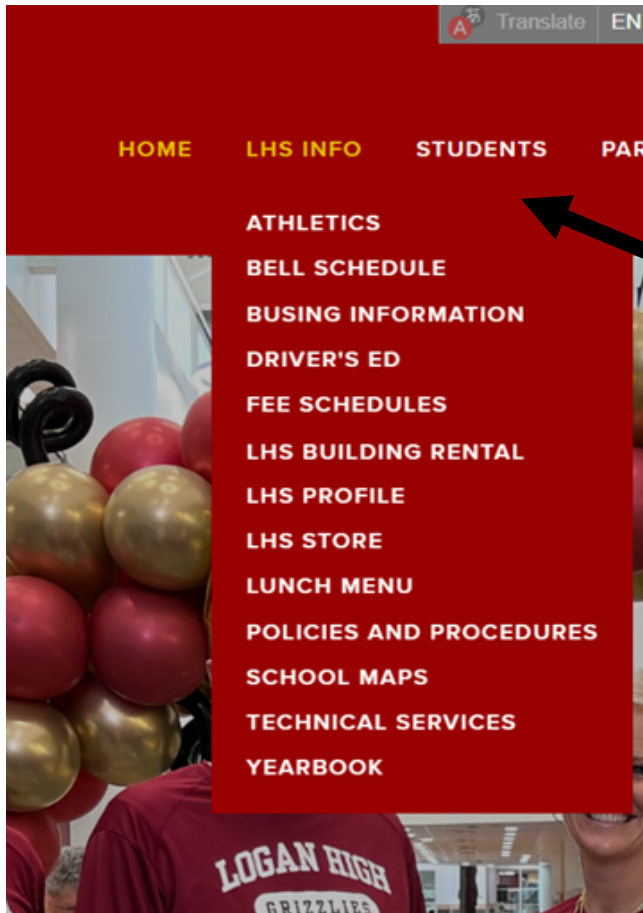 Translate EN
HOME LHS INFO STUDENTS PAR
ATHLETICS
BELL SCHEDULE
BUSING INFORMATION
DRIVER'S ED
FEE SCHEDULES
LHS BUILDING RENTAL
LHS PROFILE
LHS STORE
LUNCH MENU
POLICIES AND PROCEDURES
SCHOOL MAPS
TECHNICAL SERVICES
YEARBOOK
LOGAN HIGH
GRIZZLIES